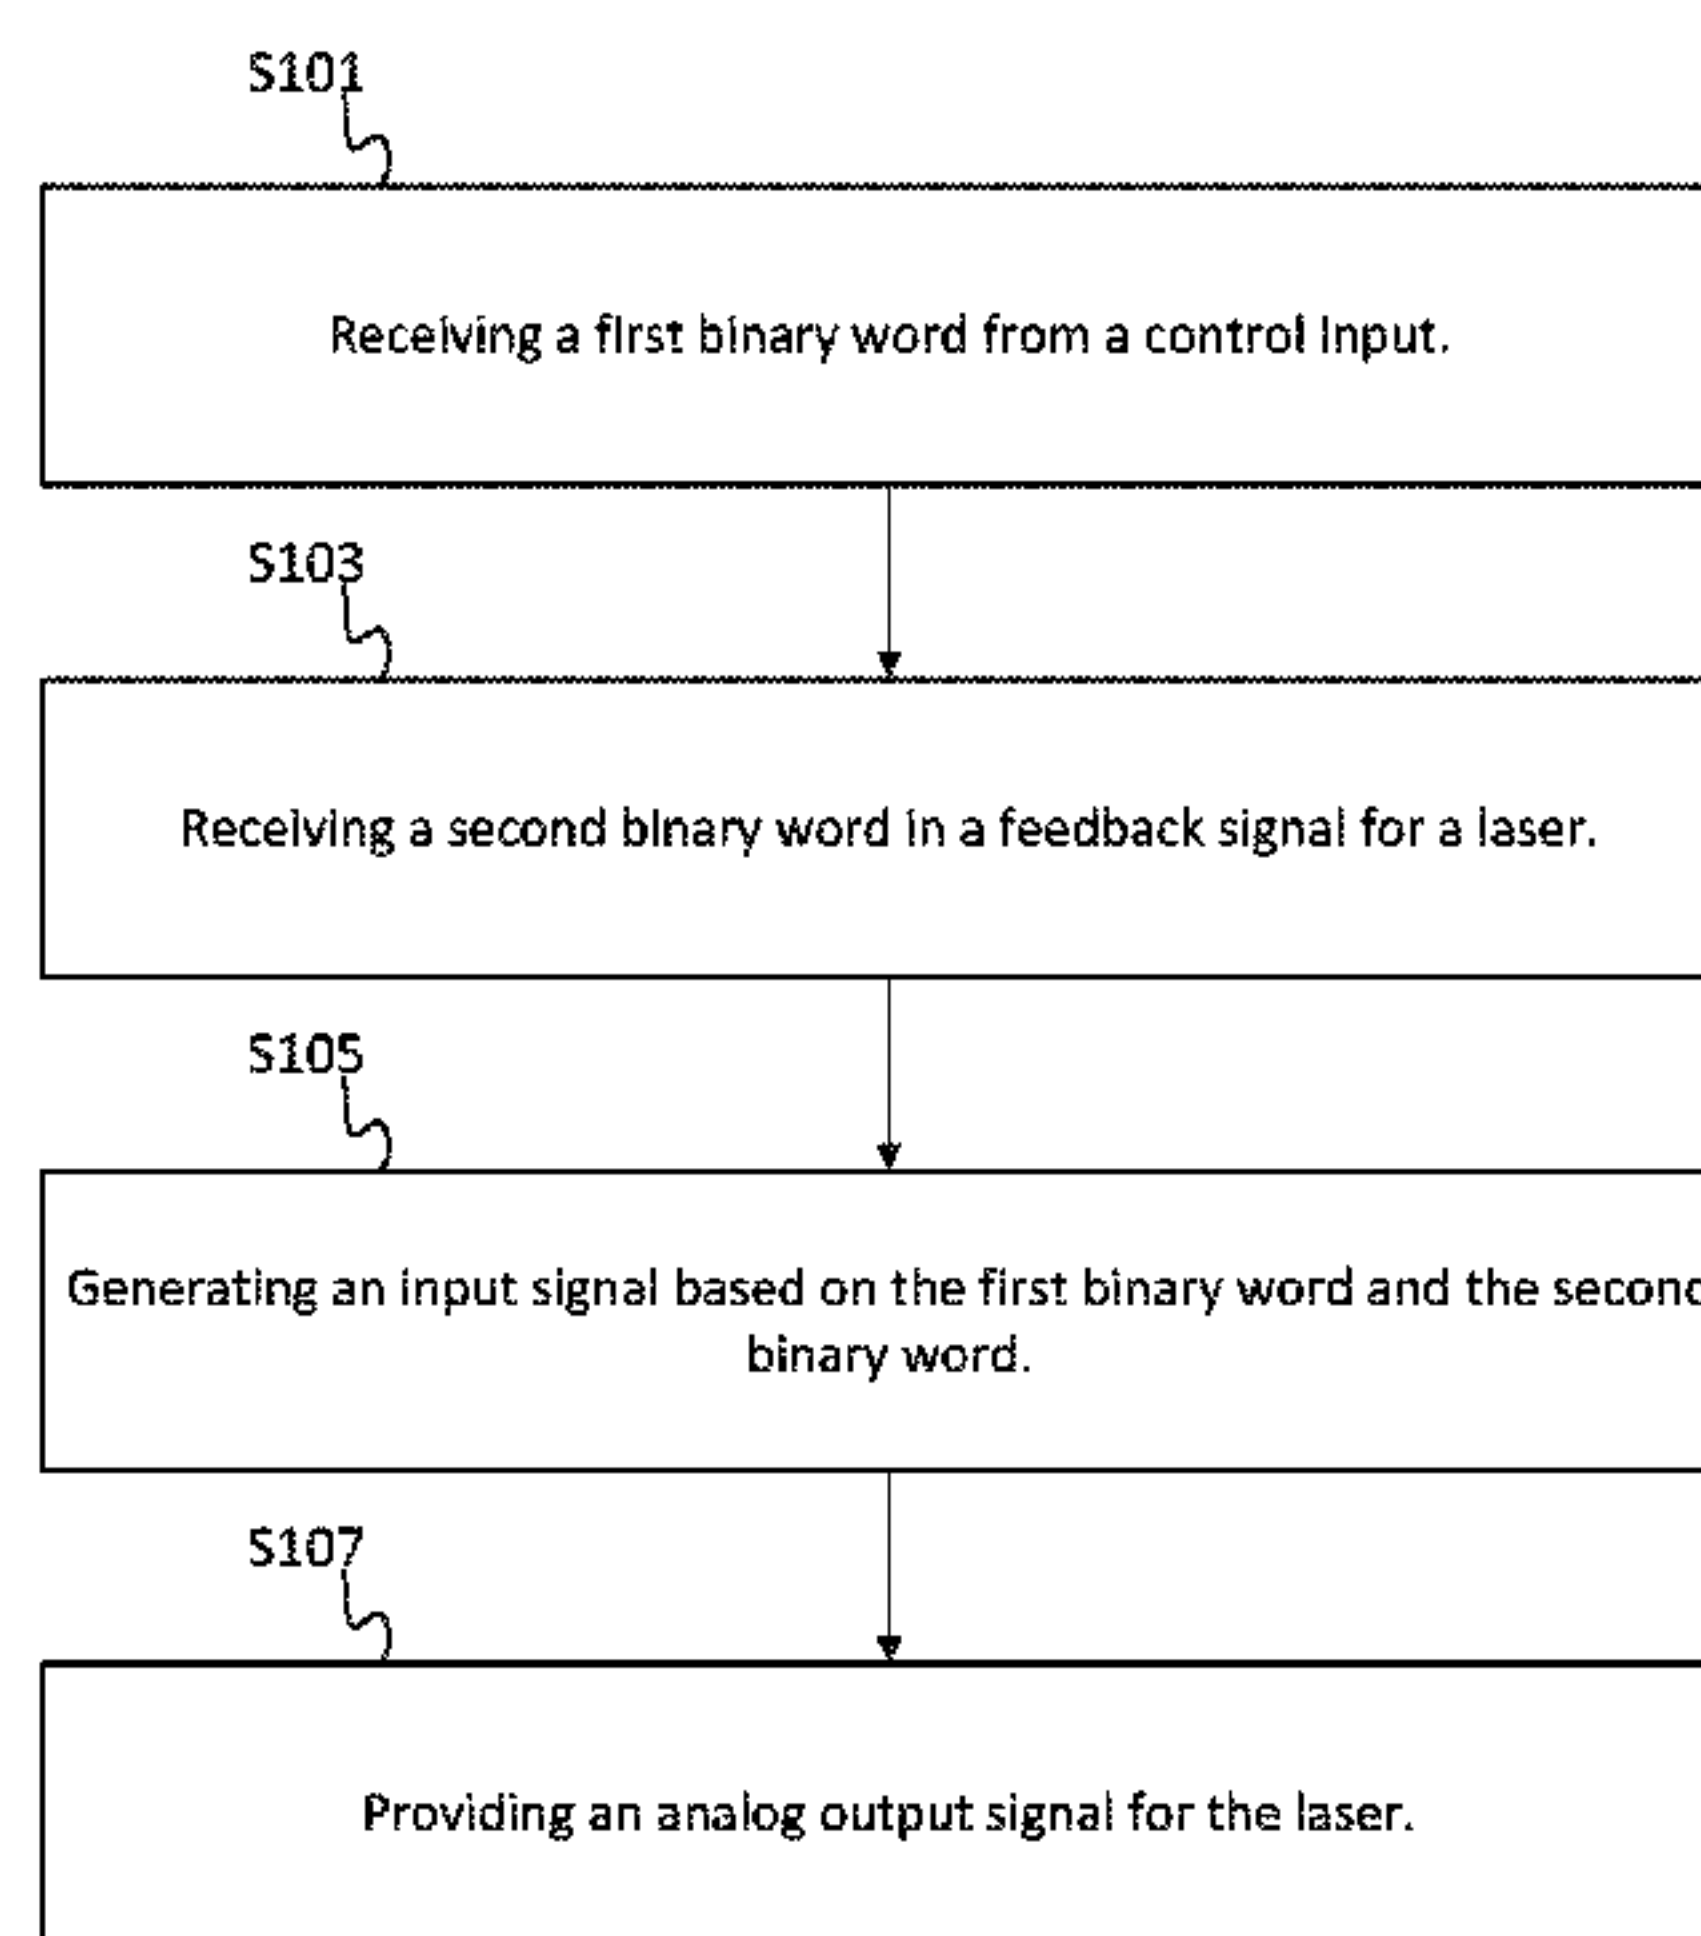 S101
Receiving a first binary word from a control input.
S103
Receiving a second binary word in a feedback signal for a laser.
S105
Generating an input signal based on the first binary word and the second
binary word.
S107
Providing an analog output signal for the laser.